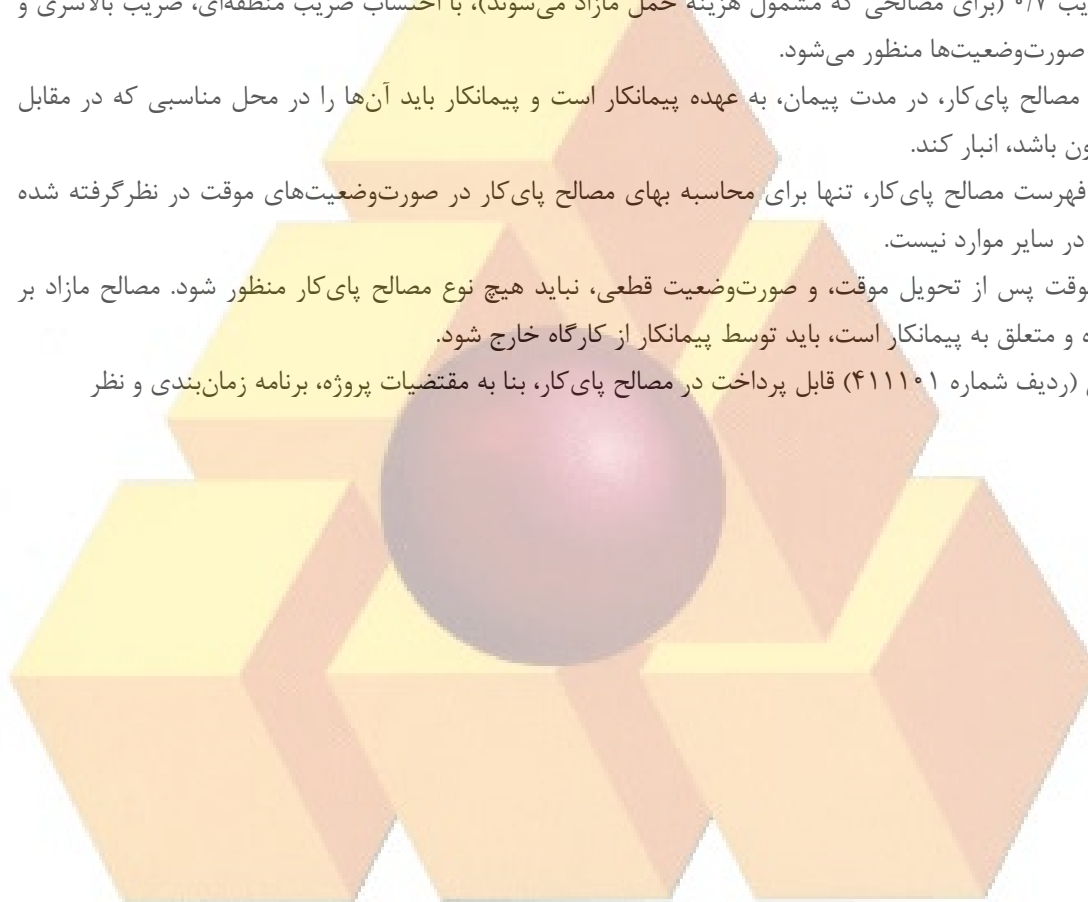 یب ۰/۷ (برای مصالحی که مشمول هزینه حمل مازاد می‌شوند)، با احتساب ضریب منطقه‌ای، ضریب بالاسری و
صورت‌وضعیت‌ها منظور می‌شود.
مصالح پای‌کار، در مدت پیمان، به عهده پیمانکار است و پیمانکار باید آن‌ها را در محل مناسبی که در مقابل
ون باشد، انبار کند.
فهرست مصالح پای‌کار، تنها برای محاسبه بهای مصالح پای‌کار در صورت‌وضعیت‌های موقت در نظرگرفته شده
در سایر موارد نیست.
وقت پس از تحویل موقت، و صورت‌وضعیت قطعی، نباید هیچ نوع مصالح پای‌کار منظور شود. مصالح مازاد بر
ه و متعلق به پیمانکار است، باید توسط پیمانکار از کارگاه خارج شود.
(ردیف شماره ۴۱۱۱۰۱) قابل پرداخت در مصالح پای‌کار، بنا به مقتضیات پروژه، برنامه زمان‌بندی و نظر